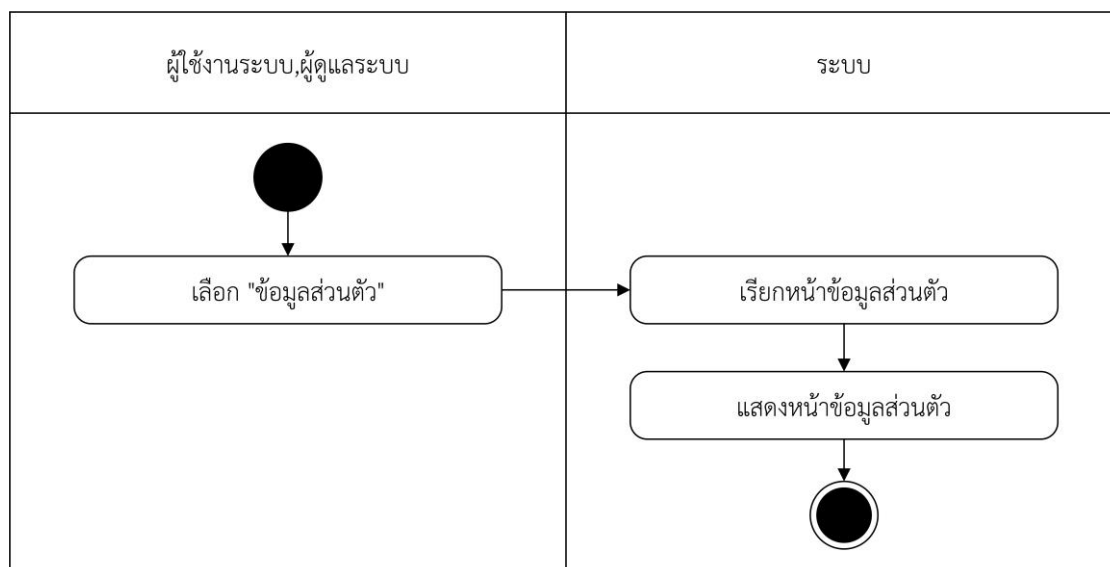 ผู้ใช้งานระบบ,ผู้ดูแลระบบ
ระบบ
เลือก "ข้อมูลส่วนตัว"
เรียกหน้าข้อมูลส่วนตัว
แสดงหน้าข้อมูลส่วนตัว